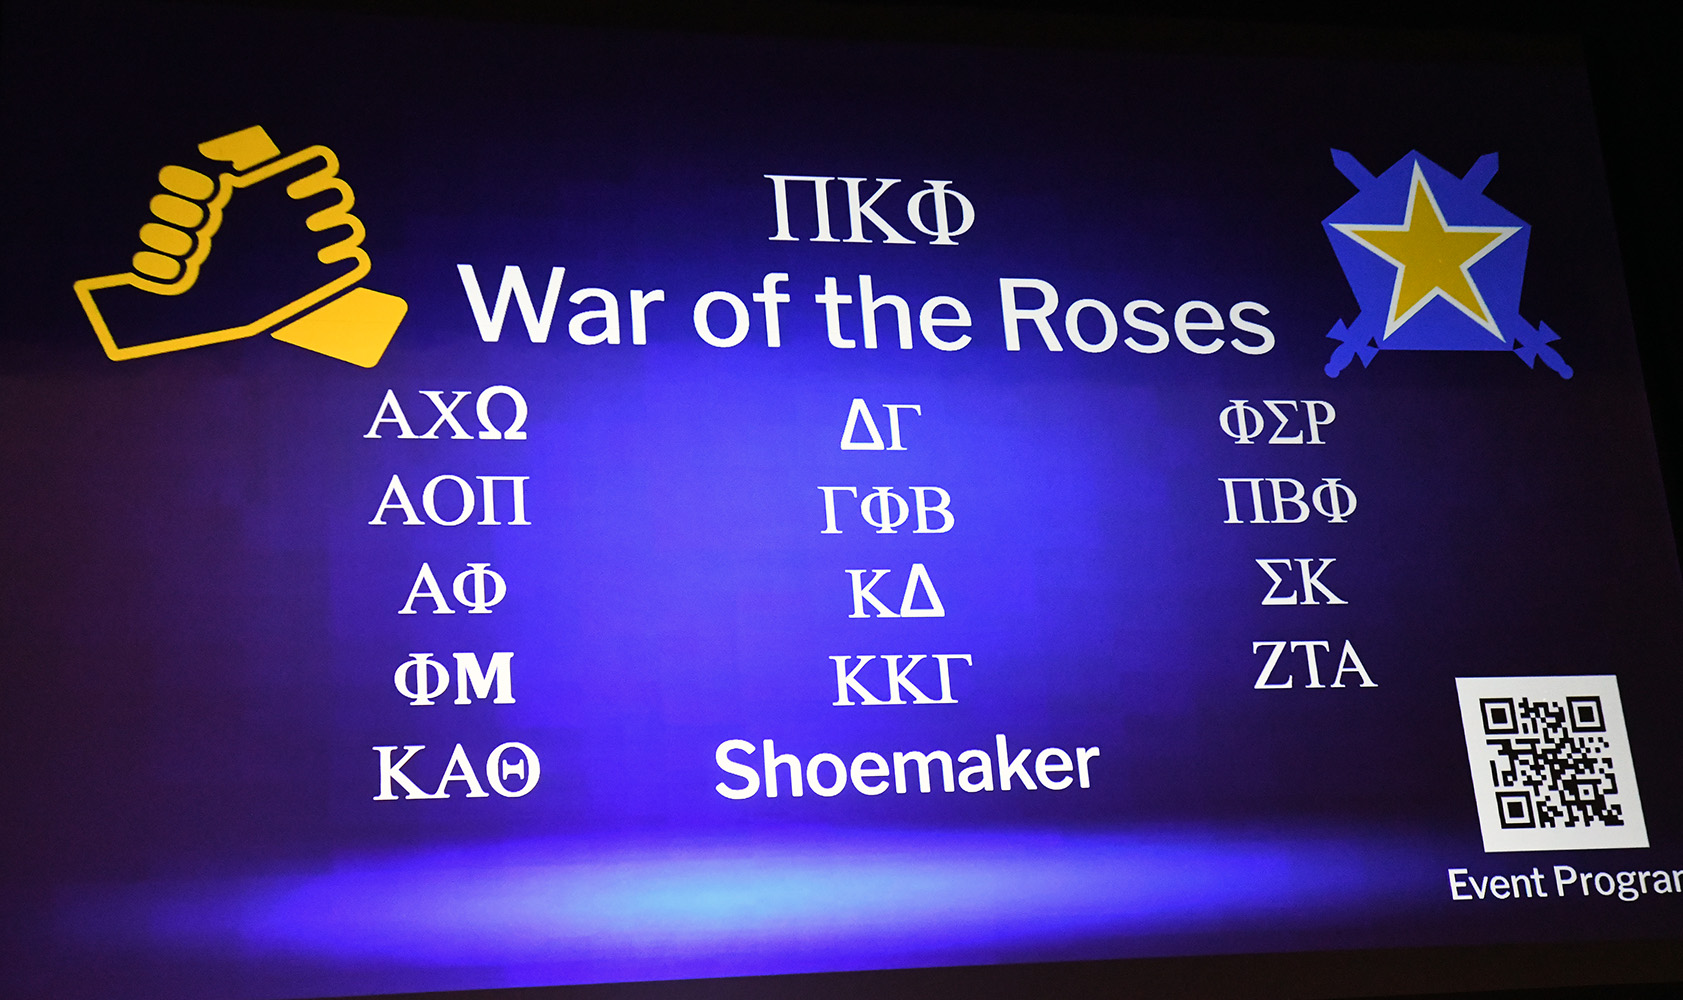 ΠΚΦ
War of the Roses
ΑΧΩ
ΑΟΠ
ΑΦ
ΦΜ
ΚΑΘ
ΔΓ
ΓΦΒ
ΚΔ
ΚΚΓ
Shoemaker
ΦΣΡ
ΠΒΦ
ΣΚ
ΖΤΑ
Event Progra